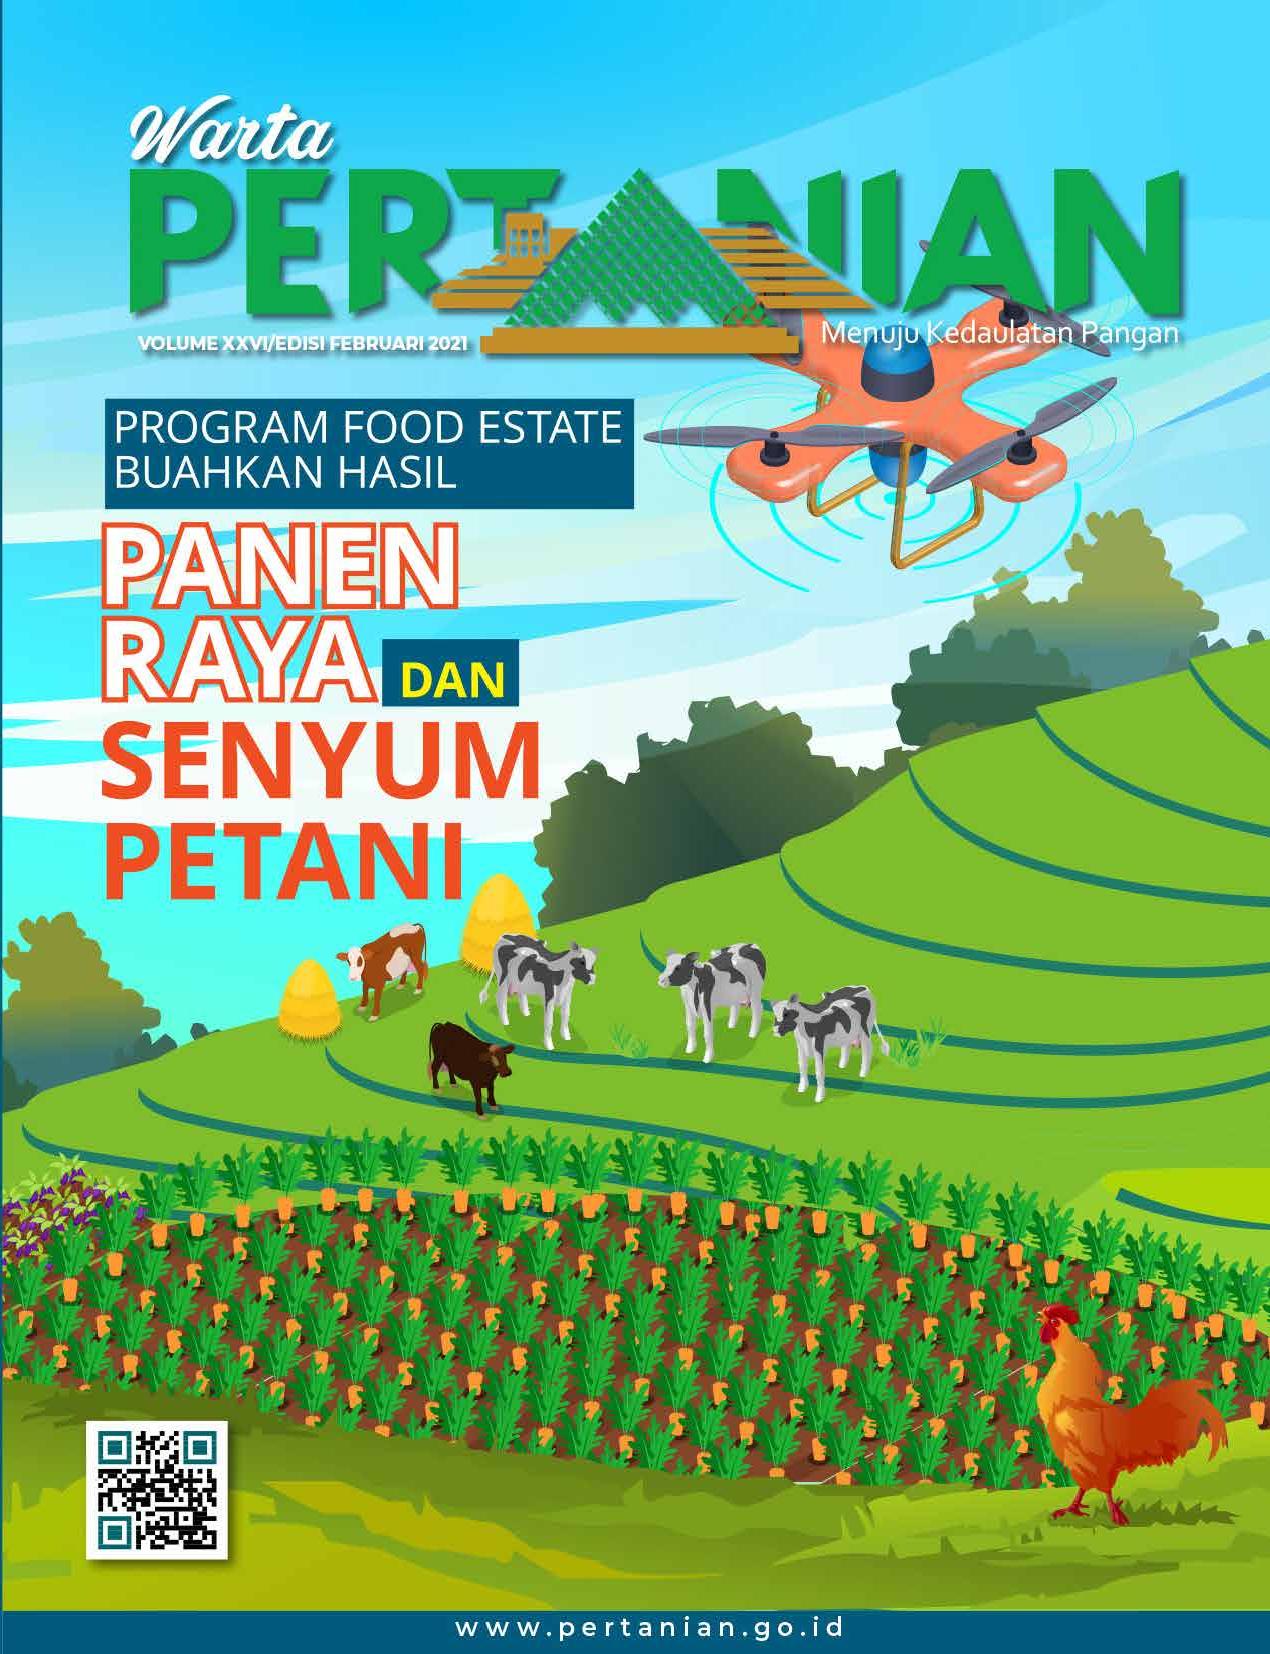 Warta
PERTANIAN
VOLUME XXVI/EDISI FEBRUARI 2021
Menuju Kedaulatan Pangan
PROGRAM FOOD ESTATE
BUAHKAN HASIL
PANEN
RAYA DAN
SENYUM
PETANI
www.pertanian.go.id